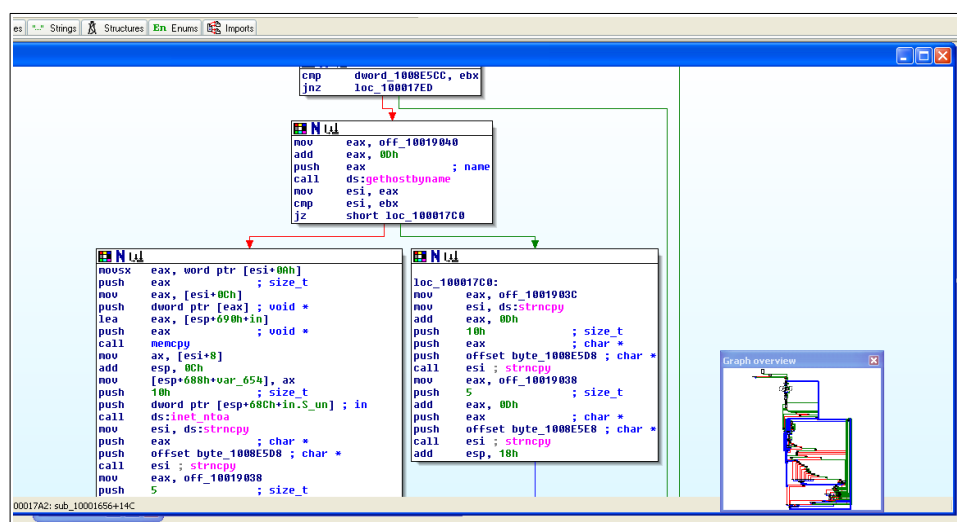 es "..." Strings Structures En Enums Imports
cmp dword_1008E5CC, ebx
jnz loc_100017ED
N
mov eax, off_10019040
add eax, 0Dh
push eax ; name
call ds:gethostbyname
mov esi, eax
cmp esi, ebx
jz short loc_100017C0
N
movsx eax, word ptr [esi+0Ah]
push eax ; size_t
mov eax, [esi+0Ch]
push dword ptr [eax] ; void *
lea eax, [esp+690h+in]
push eax ; void *
call memcpy
mov ax, [esi+8]
add esp, 0Ch
mov [esp+688h+var_654], ax
push 10h ; size_t
push dword ptr [esp+68Ch+in.S_un] ; in
call ds:inet_ntoa
mov esi, ds:strncpy
push eax ; char *
push offset byte_1008E5D8 ; char *
call esi ; strncpy
mov eax, off_10019038
push 5 ; size_t
N
loc_100017C0:
mov eax, off_1001903C
mov esi, ds:strncpy
add eax, 0Dh
push 10h ; size_t
push eax ; char *
push offset byte_1008E5D8 ; char *
call esi ; strncpy
mov eax, off_10019038
push 5 ; size_t
add eax, 0Dh
push eax ; char *
push offset byte_1008E5E8 ; char *
call esi ; strncpy
add esp, 18h
Graph overview
000017A2: sub_10001656+14C